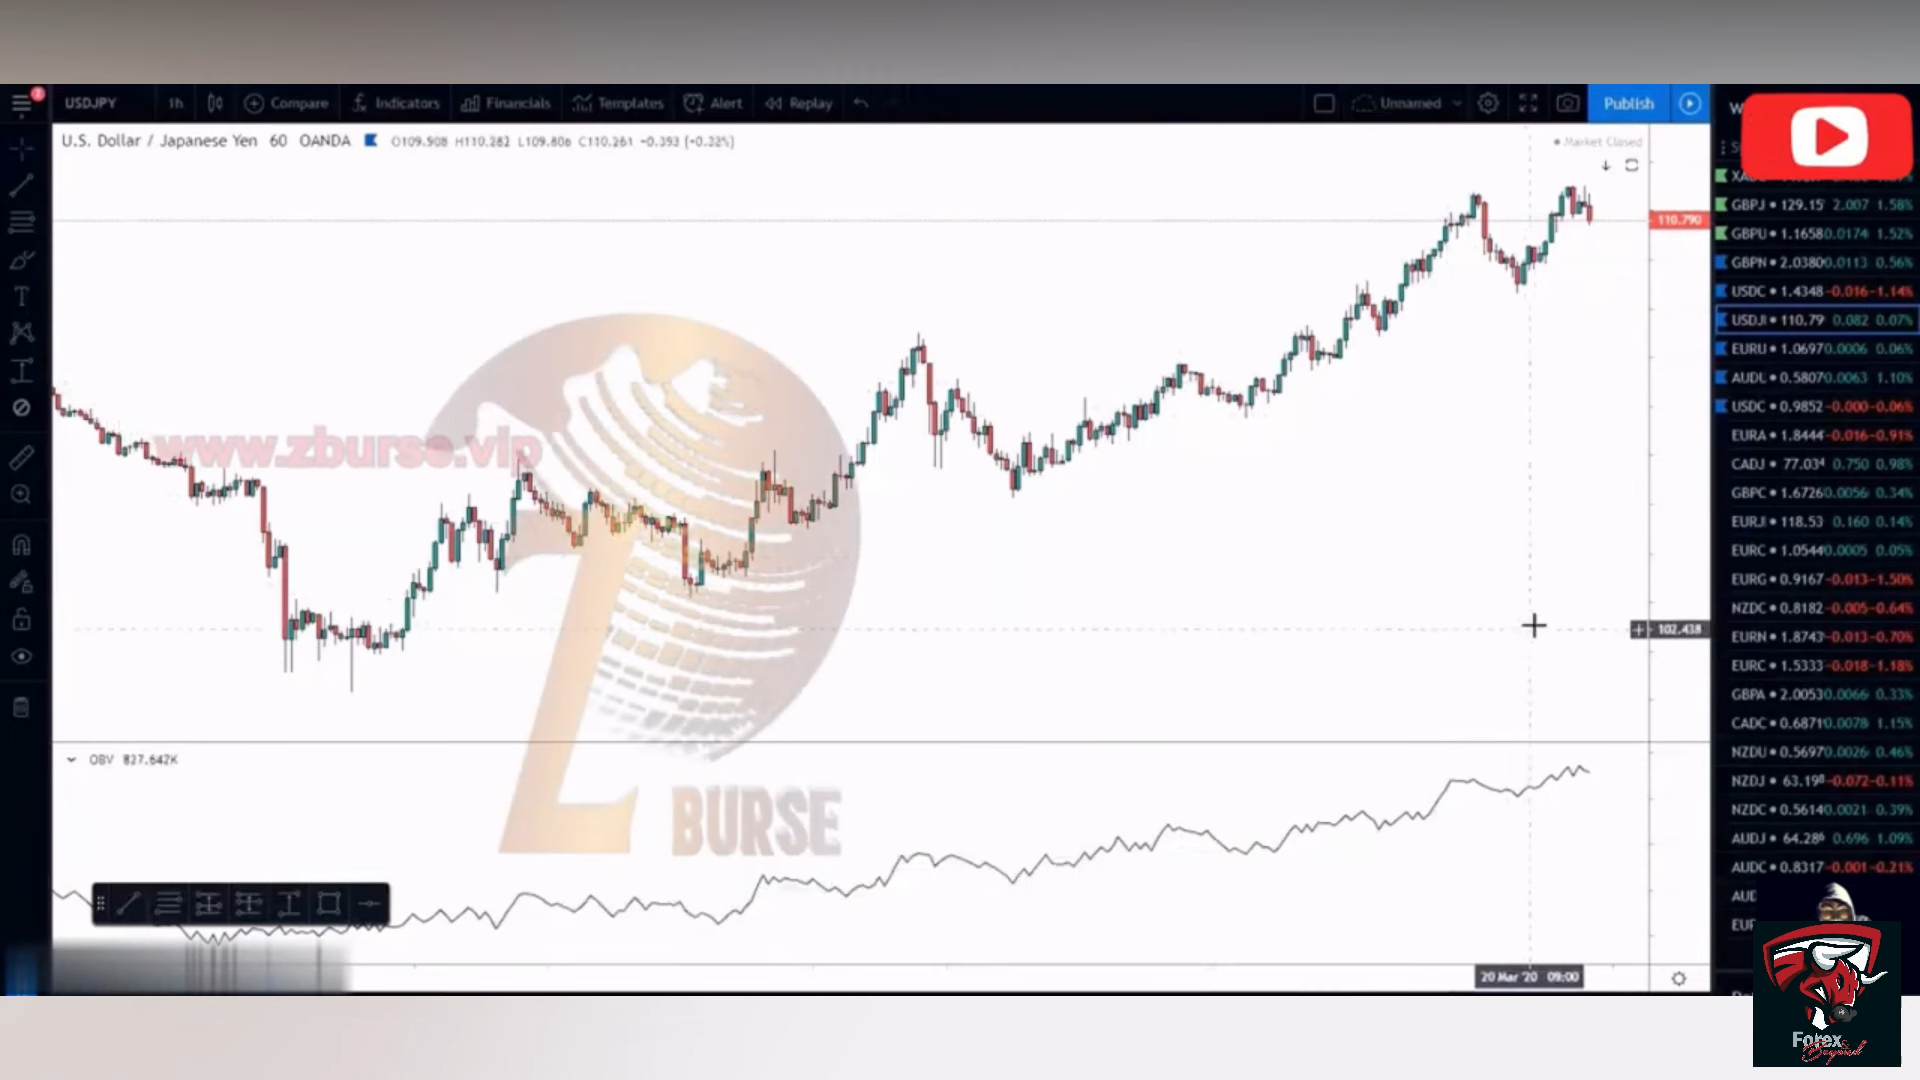 USDJPY 1h Compare Indicators Financials Templates Alert Replay Unnamed Publish
U.S. Dollar / Japanese Yen 60 OANDA O109.508 H110.282 L109.806 C110.261 −0.393 (−0.32%)
Market Closed
110.790
GBPJ 129.15 2.007 1.58%
GBPU 1.1658 0.0174 1.52%
GBPN 2.0380 0.0113 0.56%
USDC 1.4348 -0.016 -1.14%
USDJ 110.79 0.082 0.07%
EURU 1.0697 0.0006 0.06%
AUDU 0.5807 0.0063 1.10%
USDC 0.9852 -0.000 -0.06%
EURA 1.8444 -0.016 -0.91%
CADJ 77.034 0.750 0.98%
GBPC 1.6726 0.0056 0.34%
EURJ 118.53 0.160 0.14%
EURC 1.0544 0.0005 0.05%
EURG 0.9167 -0.013 -1.50%
NZDC 0.8182 -0.005 -0.64%
EURN 1.8743 -0.013 -0.70%
EURC 1.5333 -0.018 -1.18%
GBPA 2.0053 0.0066 0.33%
CADC 0.6871 0.0078 1.15%
NZDU 0.5697 0.0026 0.46%
NZDJ 63.198 -0.072 -0.11%
NZDC 0.5614 0.0021 0.39%
AUDJ 64.286 0.696 1.09%
AUDC 0.8317 -0.001 -0.21%
www.zburse.vip
102.438
OBV 827.642K
BURSE
20 Mar '20 09:00
Forex
Beyond